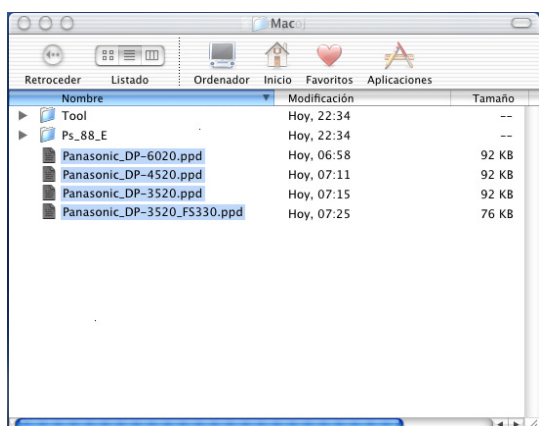 Macoj
Retroceder Listado Ordenador Inicio Favoritos Aplicaciones
Nombre Modificación Tamaño
Tool Hoy, 22:34 --
Ps_88_E Hoy, 22:34 --
Panasonic_DP-6020.ppd Hoy, 06:58 92 KB
Panasonic_DP-4520.ppd Hoy, 07:11 92 KB
Panasonic_DP-3520.ppd Hoy, 07:15 92 KB
Panasonic_DP-3520_FS330.ppd Hoy, 07:25 76 KB